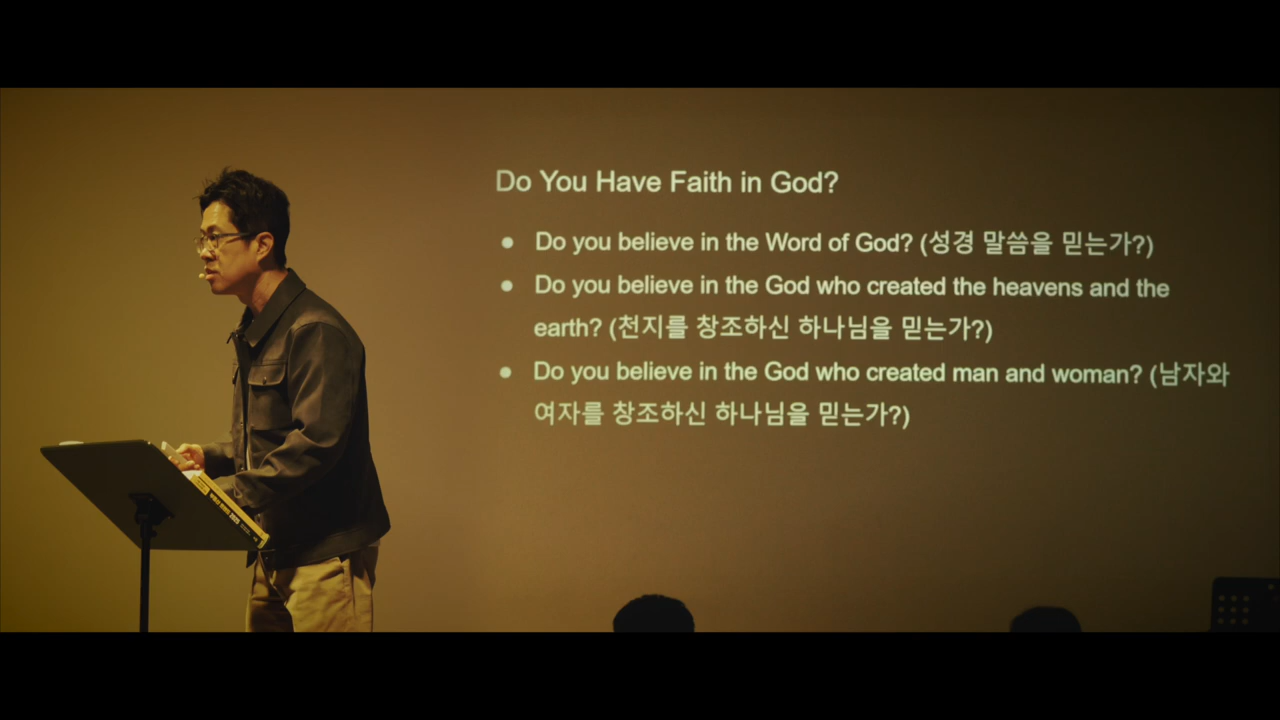 Do You Have Faith in God?
● Do you believe in the Word of God? (성경 말씀을 믿는가?)
● Do you believe in the God who created the heavens and the
earth? (천지를 창조하신 하나님을 믿는가?)
● Do you believe in the God who created man and woman? (남자와
여자를 창조하신 하나님을 믿는가?)